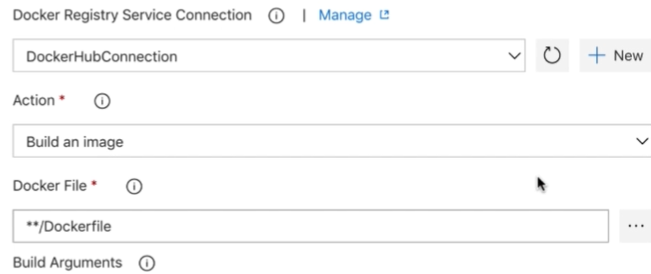 Docker Registry Service Connection | Manage
DockerHubConnection New
Action *
Build an image
Docker File *
**/Dockerfile
Build Arguments